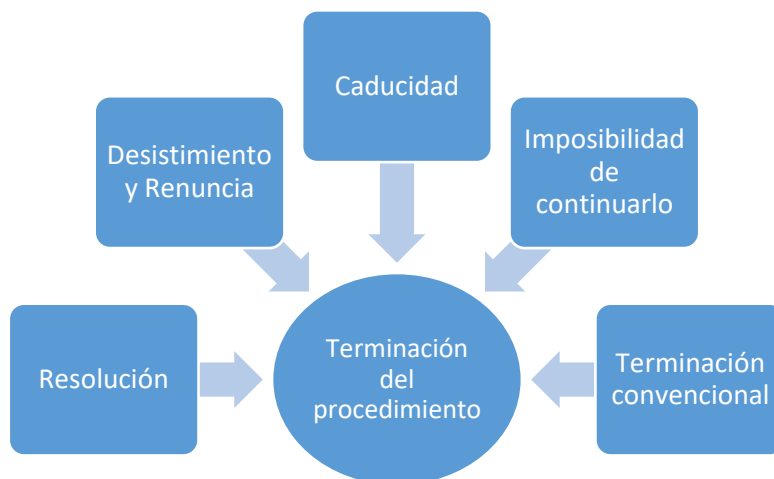 Caducidad
Desistimiento
y Renuncia
Imposibilidad
de
continuarlo
Resolución
Terminación
del
procedimiento
Terminación
convencional